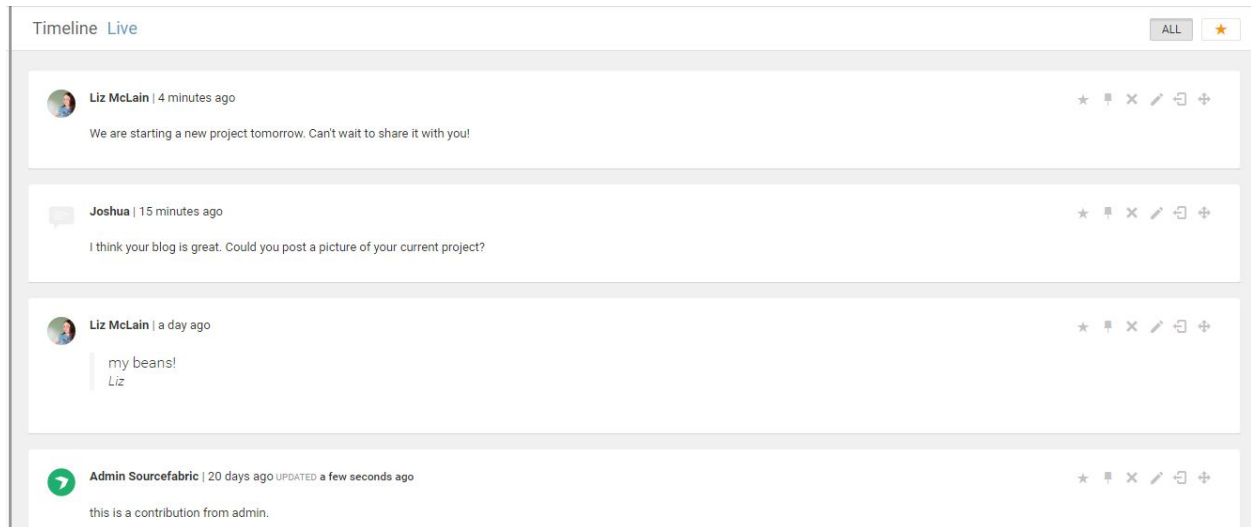 Timeline Live
ALL
Liz McLain | 4 minutes ago
We are starting a new project tomorrow. Can't wait to share it with you!
Joshua | 15 minutes ago
I think your blog is great. Could you post a picture of your current project?
Liz McLain | a day ago
my beans!
Liz
Admin Sourcefabric | 20 days ago UPDATED a few seconds ago
this is a contribution from admin.